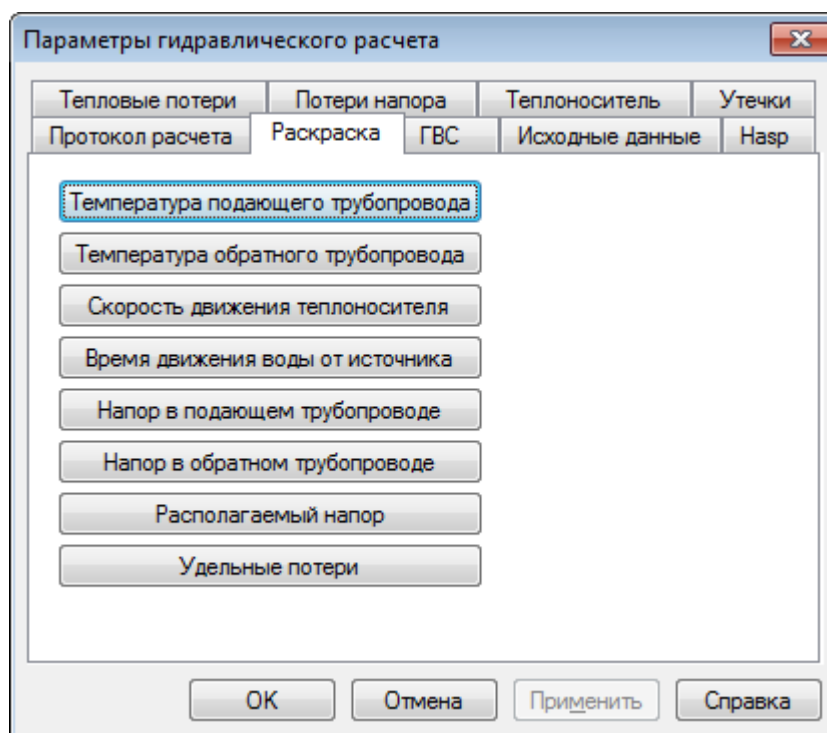 Параметры гидравлического расчета
Тепловые потери Потери напора Теплоноситель Утечки
Протокол расчета Раскраска ГВС Исходные данные Hasp
Температура подающего трубопровода
Температура обратного трубопровода
Скорость движения теплоносителя
Время движения воды от источника
Напор в подающем трубопроводе
Напор в обратном трубопроводе
Располагаемый напор
Удельные потери
OK Отмена Применить Справка